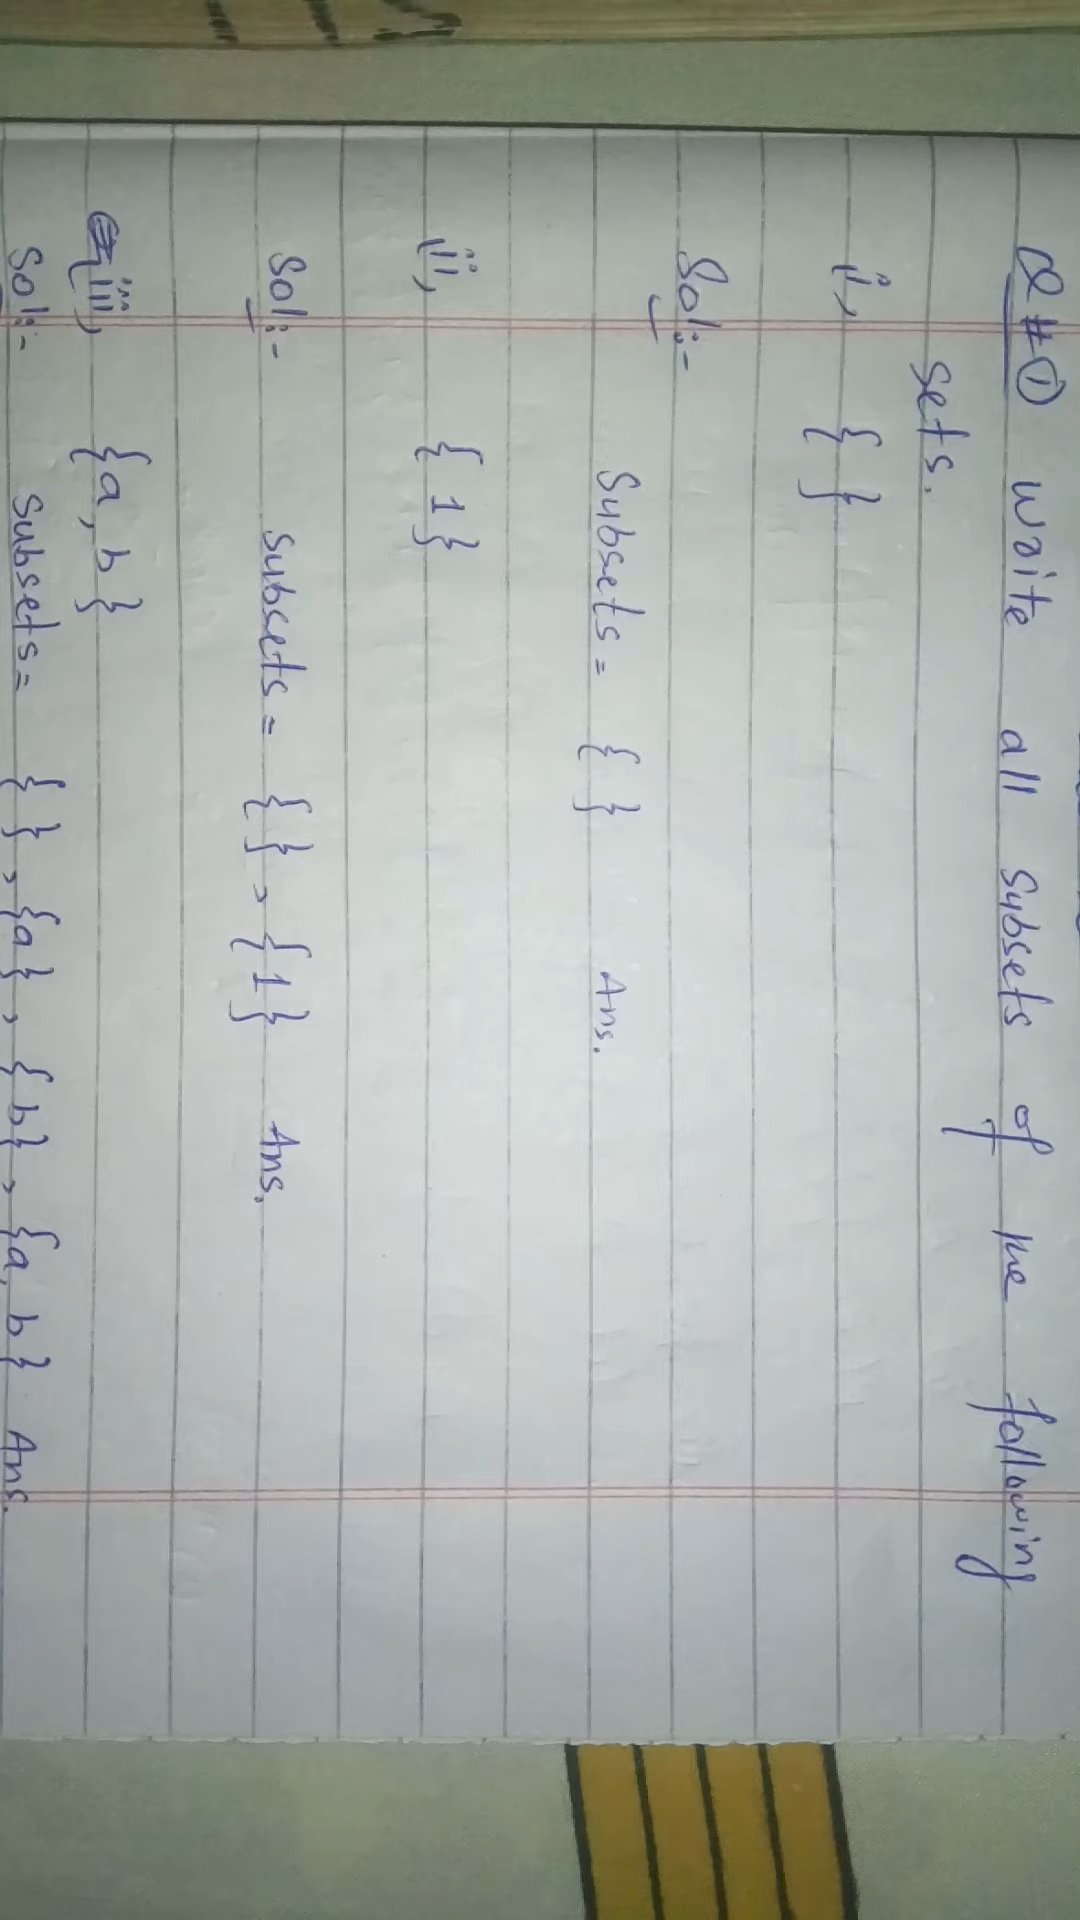 Q#① write all subsets of the following
sets.
i, { }
Sol:-
Subsets = { } Ans.
ii, {1}
Sol:-
Subsets = { }, {1} Ans.
iii, {a, b}
Sol:-
Subsets = { }, {a}, {b}, {a, b} Ans.